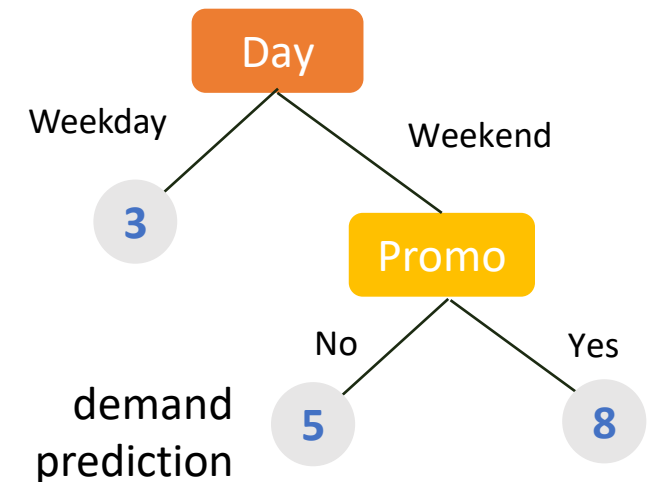 Day
Weekday
Weekend
3
Promo
No
Yes
demand
prediction
5
8